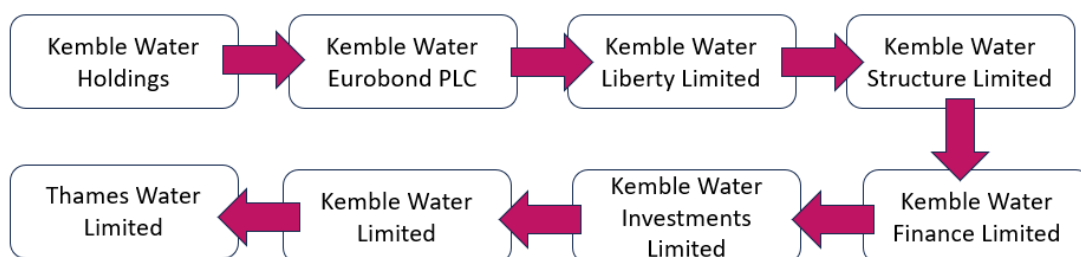 Kemble Water
Holdings
Kemble Water
Eurobond PLC
Kemble Water
Liberty Limited
Kemble Water
Structure Limited
Thames Water
Limited
Kemble Water
Limited
Kemble Water
Investments
Limited
Kemble Water
Finance Limited